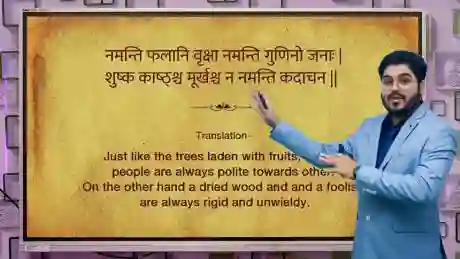 नमन्ति फलानि वृक्षा नमन्ति गुणिनो जनाः |
शुष्क काष्ठश्च मूर्खश्च न नमन्ति कदाचन ||
Translation-
Just like the trees laden with fruits,
people are always polite towards other.
On the other hand a dried wood and and a foolis
are always rigid and unwieldy.